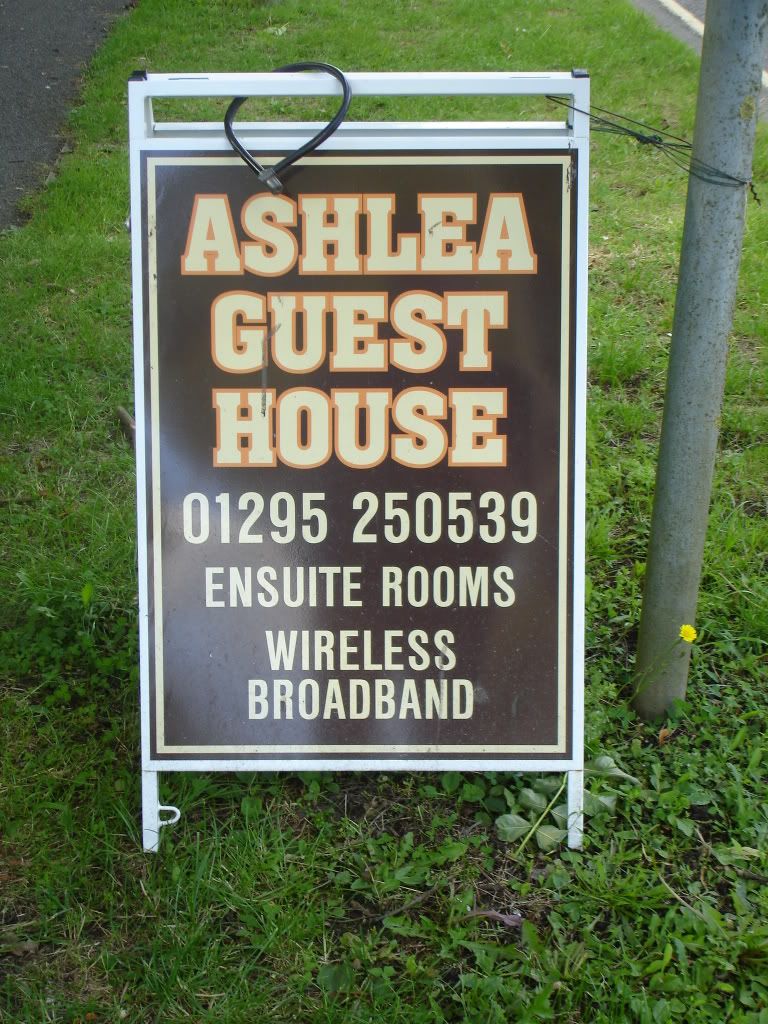 ASHLEA
GUEST
HOUSE
01295 250539
ENSUITE ROOMS
WIRELESS
BROADBAND